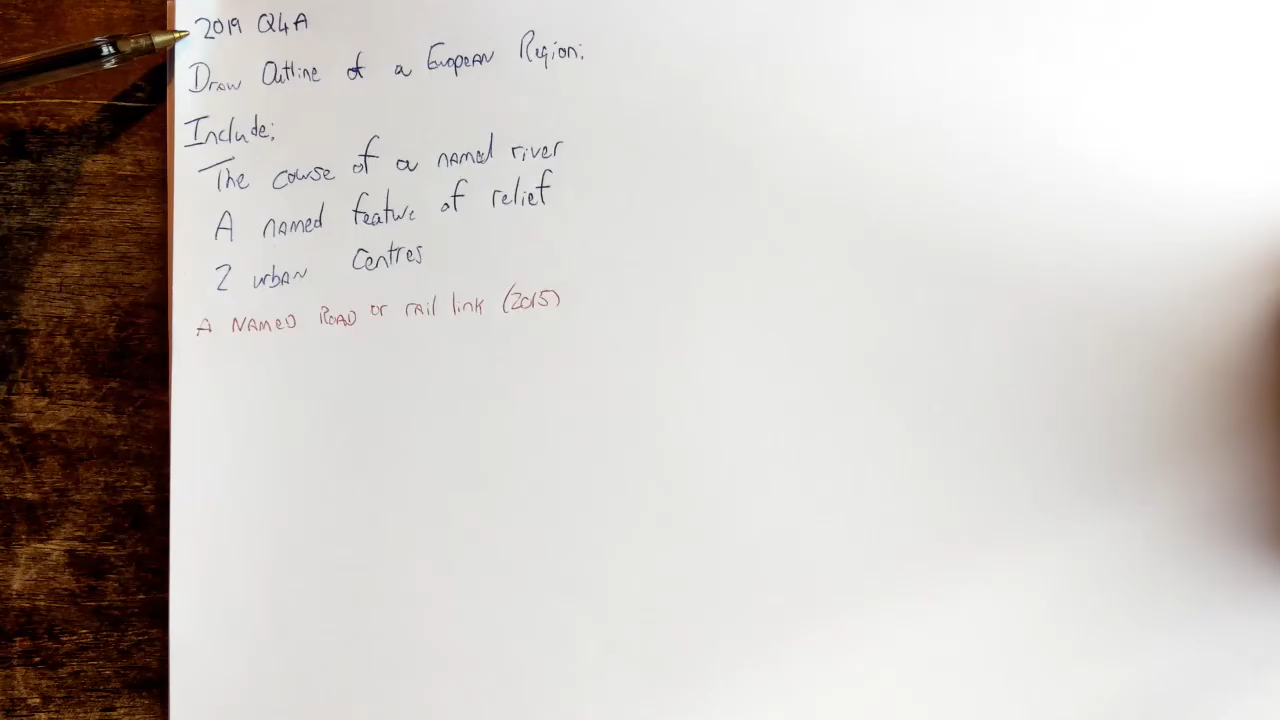 2019 Q4A
Draw Outline of a European Region:
Include:
The course of a named river
A named feature of relief
2 urban centres
A NAMED ROAD or rail link (2015)